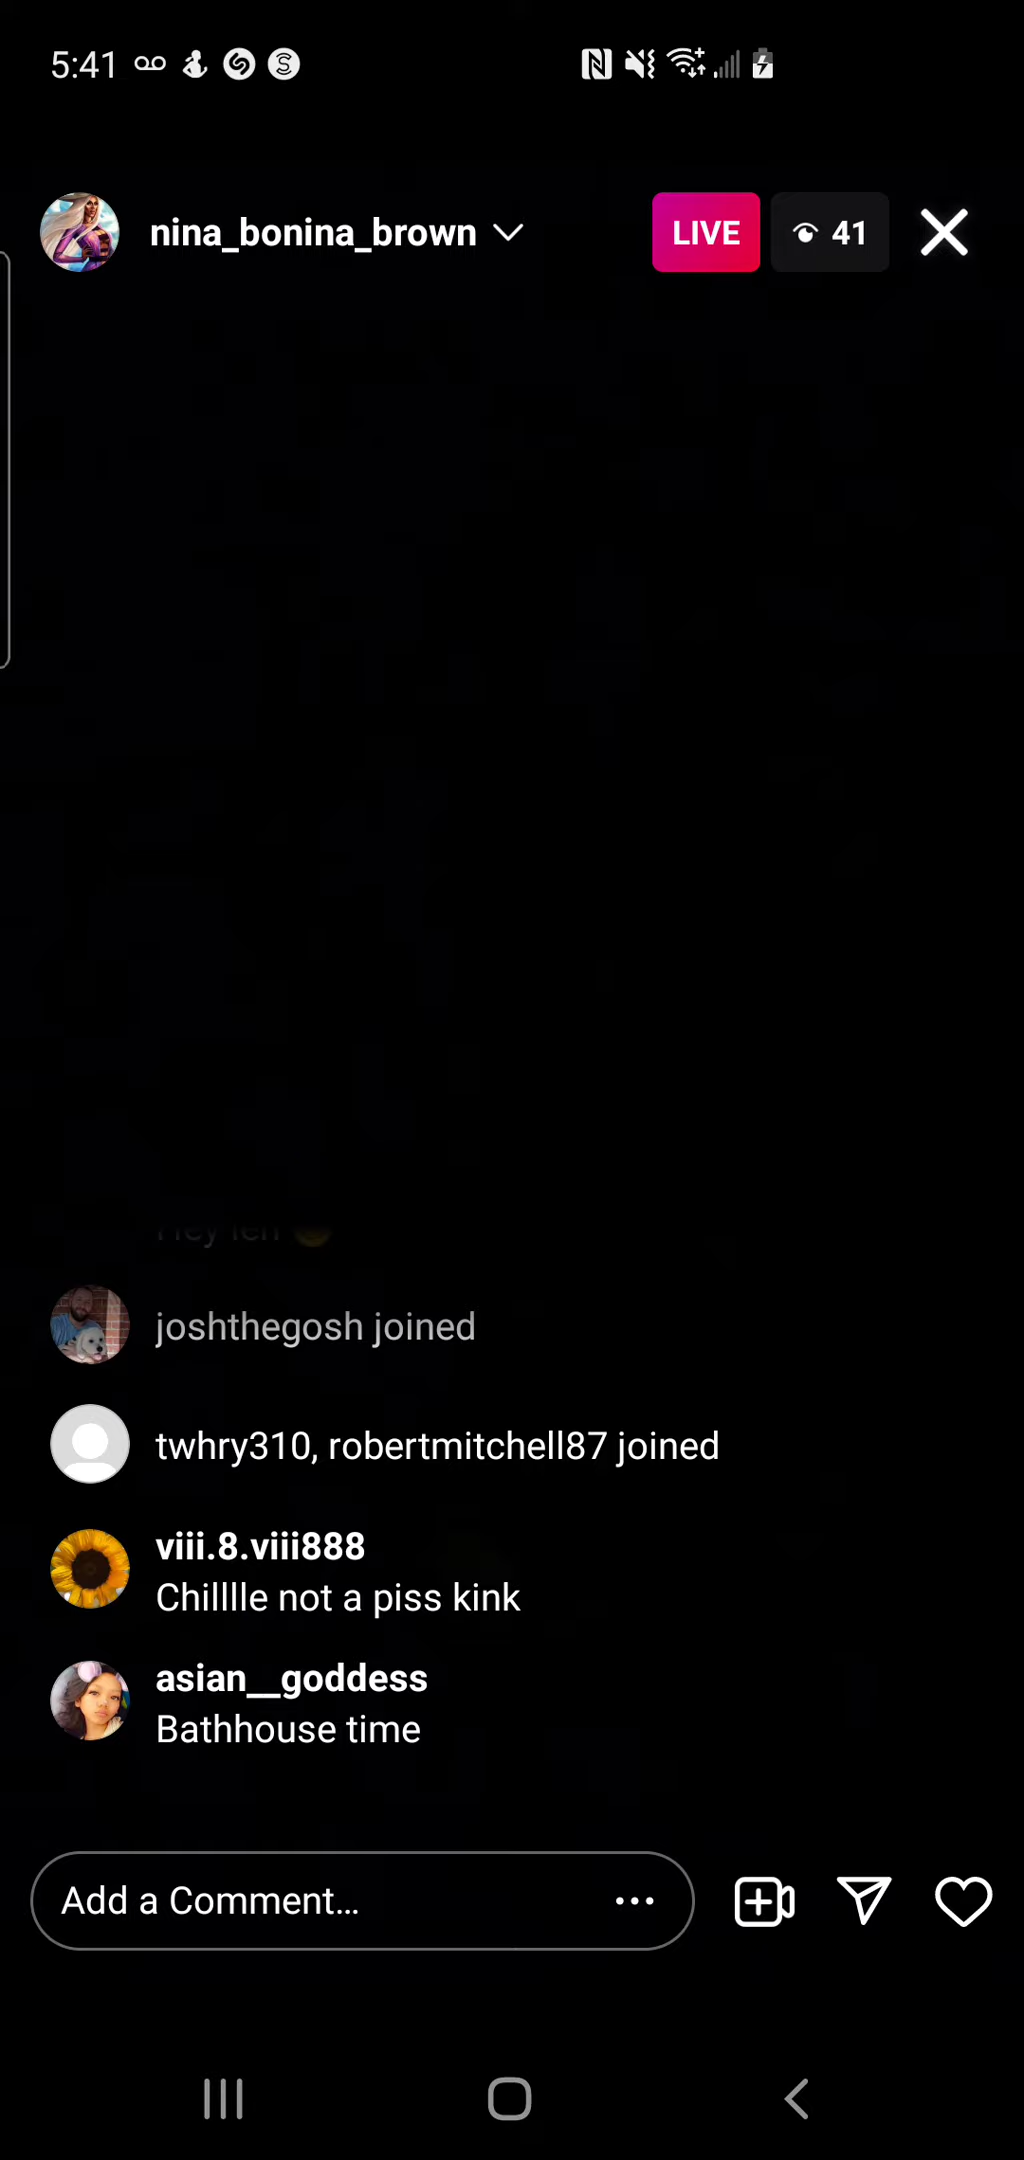 5:41
nina_bonina_brown
LIVE
41
joshthegosh joined
twhry310, robertmitchell87 joined
viii.8.viii888
Chilllle not a piss kink
asian__goddess
Bathhouse time
Add a Comment...